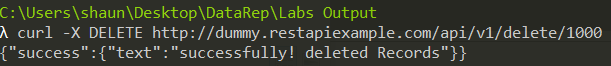 C:\Users\shaun\Desktop\DataRep\Labs Output
λ curl -X DELETE http://dummy.restapiexample.com/api/v1/delete/1000
{"success":{"text":"successfully! deleted Records"}}